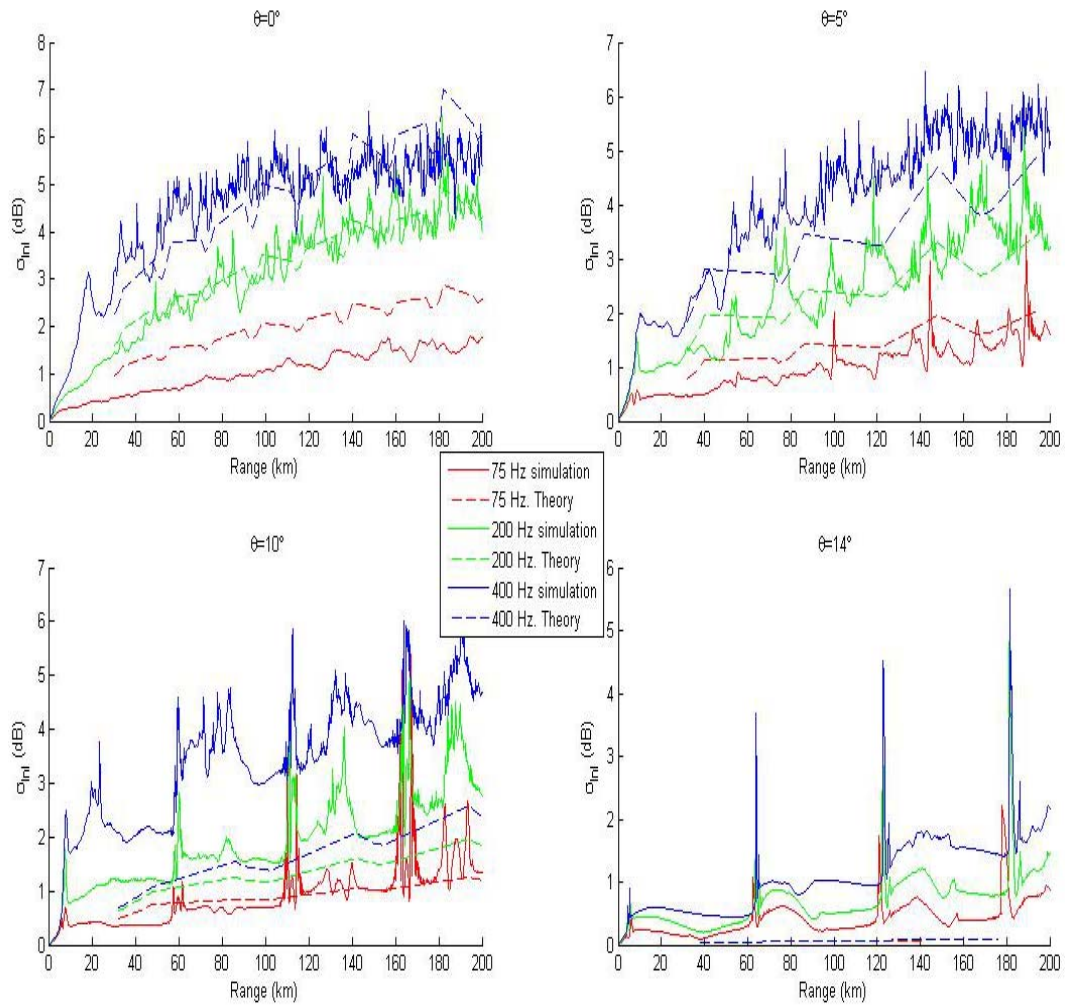 θ=0°
8
7
6
5
4
3
2
1
0
σlnI (dB)
0 20 40 60 80 100 120 140 160 180 200
Range (km)
θ=5°
7
6
5
4
3
2
1
0
σlnI (dB)
0 20 40 60 80 100 120 140 160 180 200
Range (km)
75 Hz simulation
75 Hz. Theory
200 Hz simulation
200 Hz. Theory
400 Hz simulation
400 Hz. Theory
θ=10°
7
6
5
4
3
2
1
0
σlnI (dB)
0 20 40 60 80 100 120 140 160 180 200
Range (km)
θ=14°
6
5
4
3
2
1
0
σlnI (dB)
0 20 40 60 80 100 120 140 160 180 200
Range (km)